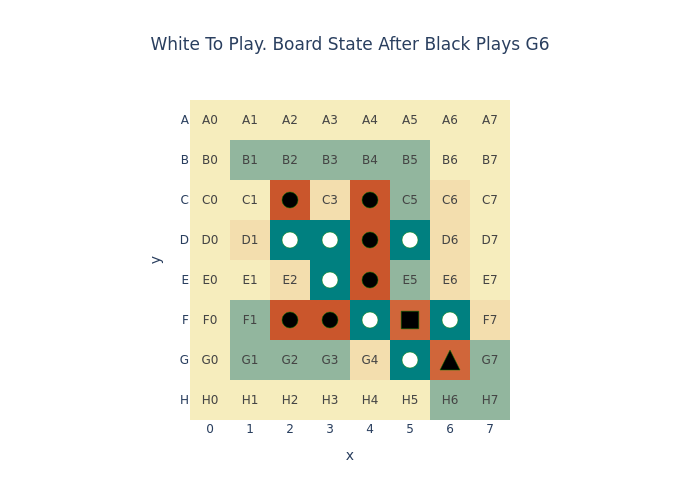 White To Play. Board State After Black Plays G6
A A0 A1 A2 A3 A4 A5 A6 A7
B B0 B1 B2 B3 B4 B5 B6 B7
C C0 C1 C3 C5 C6 C7
D D0 D1 D6 D7
E E0 E1 E2 E5 E6 E7
F F0 F1 F7
G G0 G1 G2 G3 G4 G7
H H0 H1 H2 H3 H4 H5 H6 H7
0 1 2 3 4 5 6 7
x
y